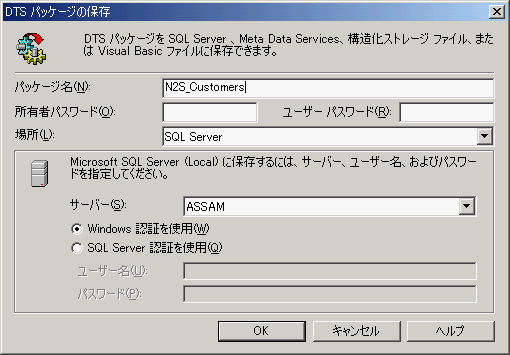 DTS パッケージの保存
DTS パッケージを SQL Server 、Meta Data Services、構造化ストレージ ファイル、また
は Visual Basic ファイルに保存できます。
パッケージ名(N):
N2S_Customers
所有者パスワード(O):
ユーザー パスワード(R):
場所(L):
SQL Server
Microsoft SQL Server (Local) に保存するには、サーバー、ユーザー名、およびパスワー
ドを指定してください。
サーバー(S):
ASSAM
Windows 認証を使用(W)
SQL Server 認証を使用(Q)
ユーザー名(U):
パスワード(P):
OK
キャンセル
ヘルプ